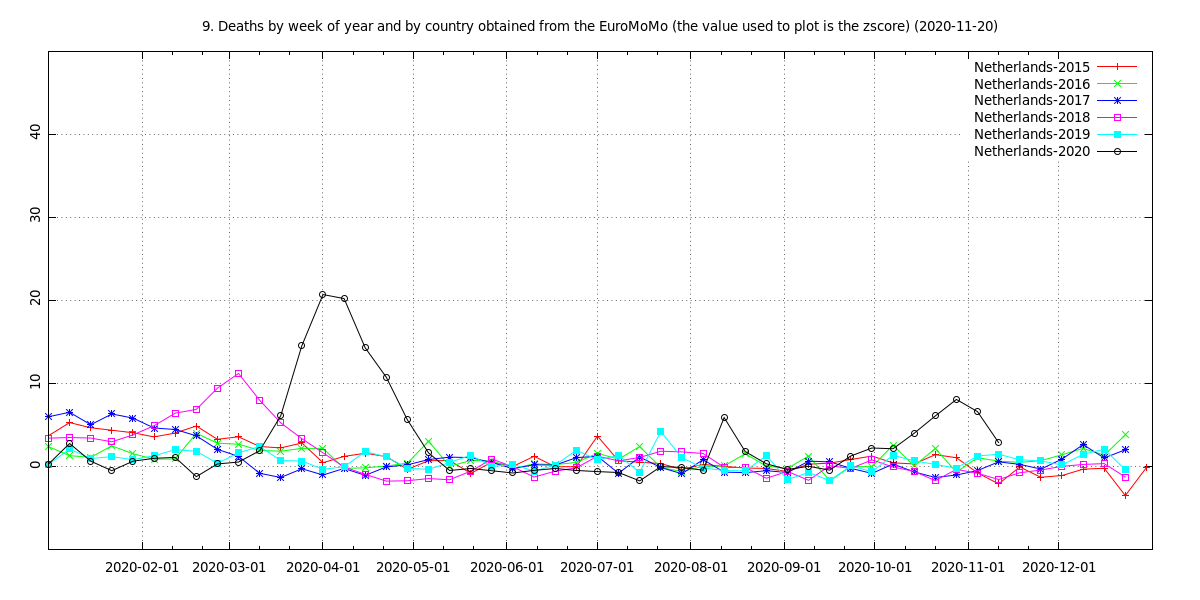 9. Deaths by week of year and by country obtained from the EuroMoMo (the value used to plot is the zscore) (2020-11-20)
Netherlands-2015
Netherlands-2016
Netherlands-2017
Netherlands-2018
Netherlands-2019
Netherlands-2020
40
30
20
10
0
2020-02-01 2020-03-01 2020-04-01 2020-05-01 2020-06-01 2020-07-01 2020-08-01 2020-09-01 2020-10-01 2020-11-01 2020-12-01